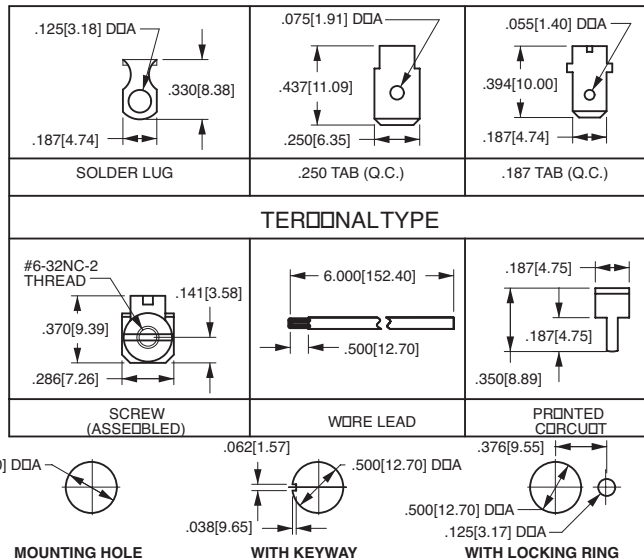 .125[3.18] D▯A
.330[8.38]
.187[4.74]
SOLDER LUG
.075[1.91] D▯A
.437[11.09]
.250[6.35]
.250 TAB (Q.C.)
.055[1.40] D▯A
.394[10.00]
.187[4.74]
.187 TAB (Q.C.)
TER▯▯NALTYPE
#6-32NC-2
THREAD
.141[3.58]
.370[9.39]
.286[7.26]
SCREW
(ASSE▯BLED)
6.000[152.40]
.500[12.70]
W▯RE LEAD
.187[4.75]
.187[4.75]
.350[8.89]
PR▯NTED
C▯RCU▯T
0] D▯A
MOUNTING HOLE
.062[1.57]
.500[12.70] D▯A
.038[9.65]
WITH KEYWAY
.376[9.55]
.500[12.70] D▯A
.125[3.17] D▯A
WITH LOCKING RING